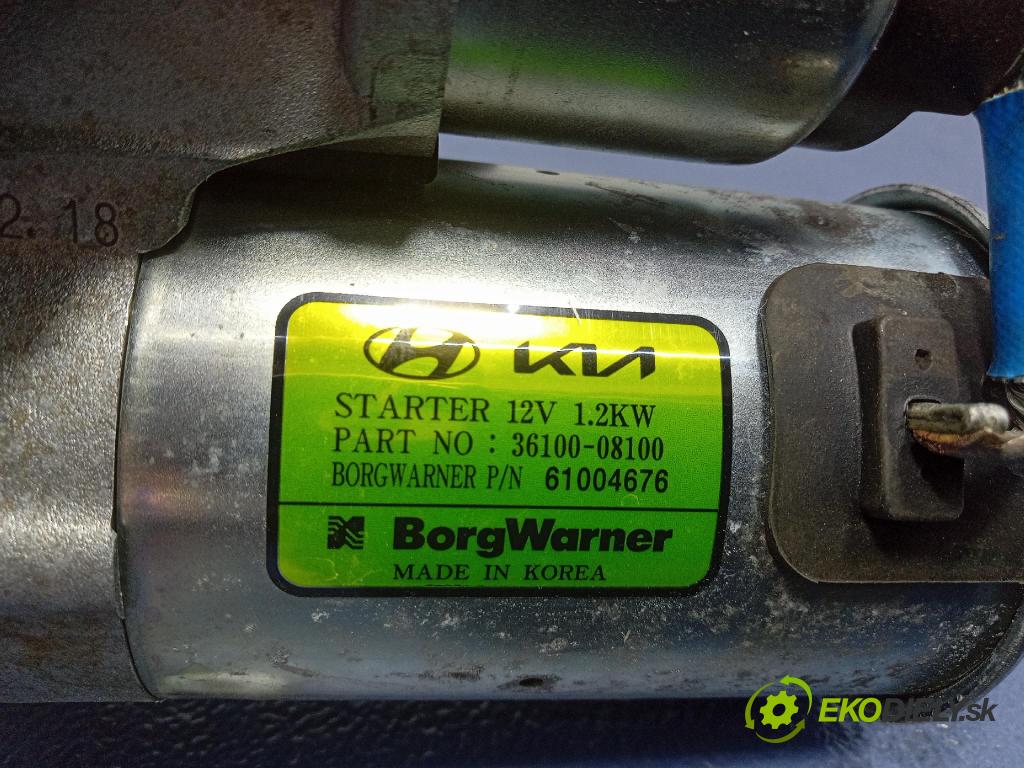 2. 18
KIA
STARTER 12V 1.2KW
PART NO : 36100-08100
BORGWARNER P/N 61004676
BorgWarner
MADE IN KOREA
EKODIELY.sk